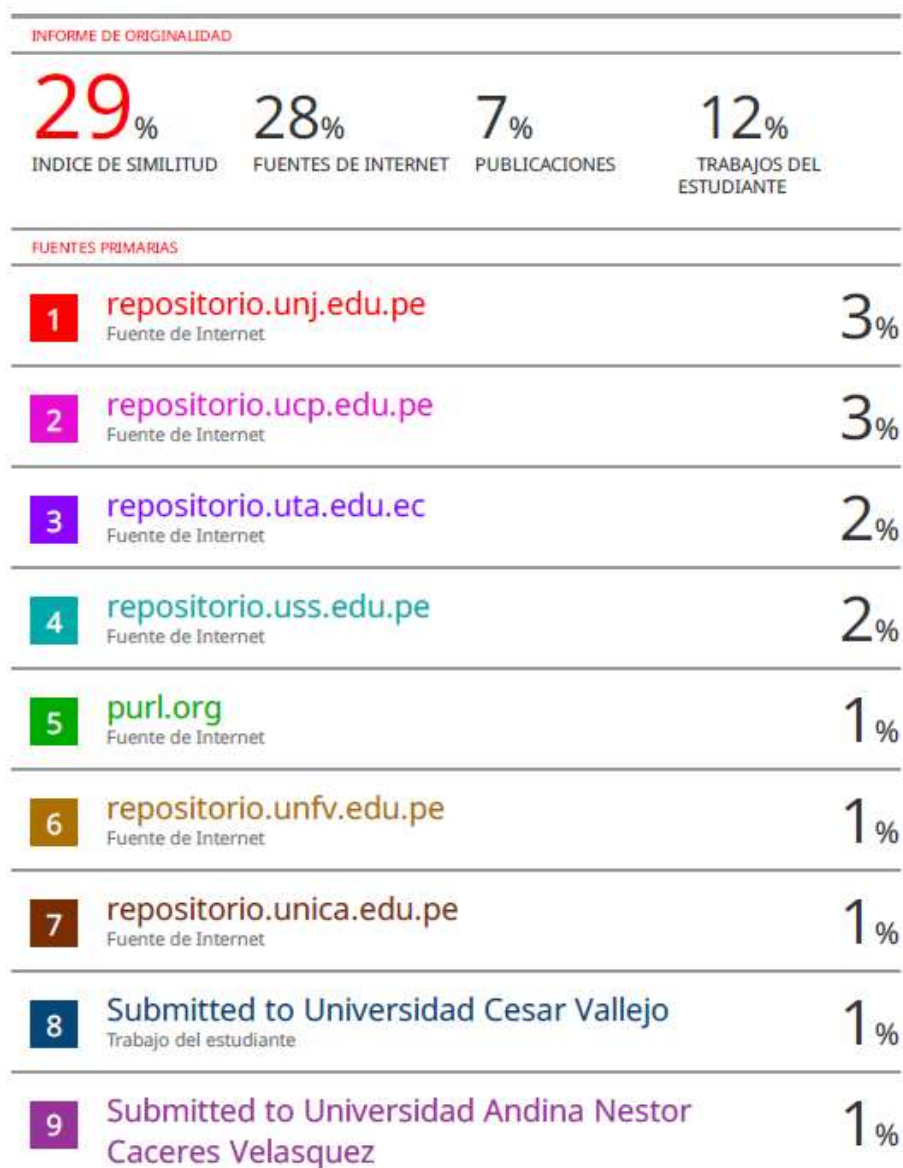 INFORME DE ORIGINALIDAD
29%
28%
7%
12%
INDICE DE SIMILITUD
FUENTES DE INTERNET
PUBLICACIONES
TRABAJOS DEL
ESTUDIANTE
FUENTES PRIMARIAS
1
repositorio.unj.edu.pe
Fuente de Internet
3%
2
repositorio.ucp.edu.pe
Fuente de Internet
3%
3
repositorio.uta.edu.ec
Fuente de Internet
2%
4
repositorio.uss.edu.pe
Fuente de Internet
2%
5
purl.org
Fuente de Internet
1%
6
repositorio.unfv.edu.pe
Fuente de Internet
1%
7
repositorio.unica.edu.pe
Fuente de Internet
1%
8
Submitted to Universidad Cesar Vallejo
Trabajo del estudiante
1%
9
Submitted to Universidad Andina Nestor
Caceres Velasquez
1%